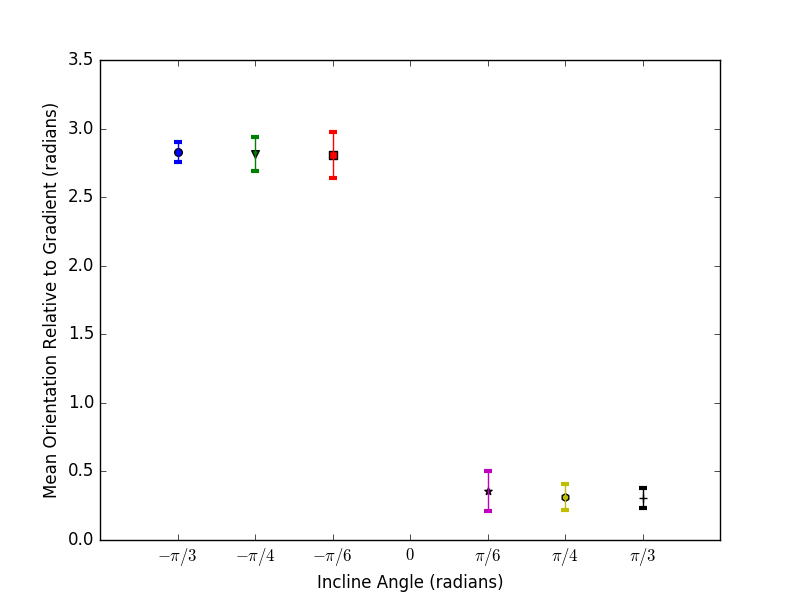 3.5
3.0
2.5
2.0
1.5
1.0
0.5
0.0
Mean Orientation Relative to Gradient (radians)
−π/3 −π/4 −π/6 0 π/6 π/4 π/3
Incline Angle (radians)